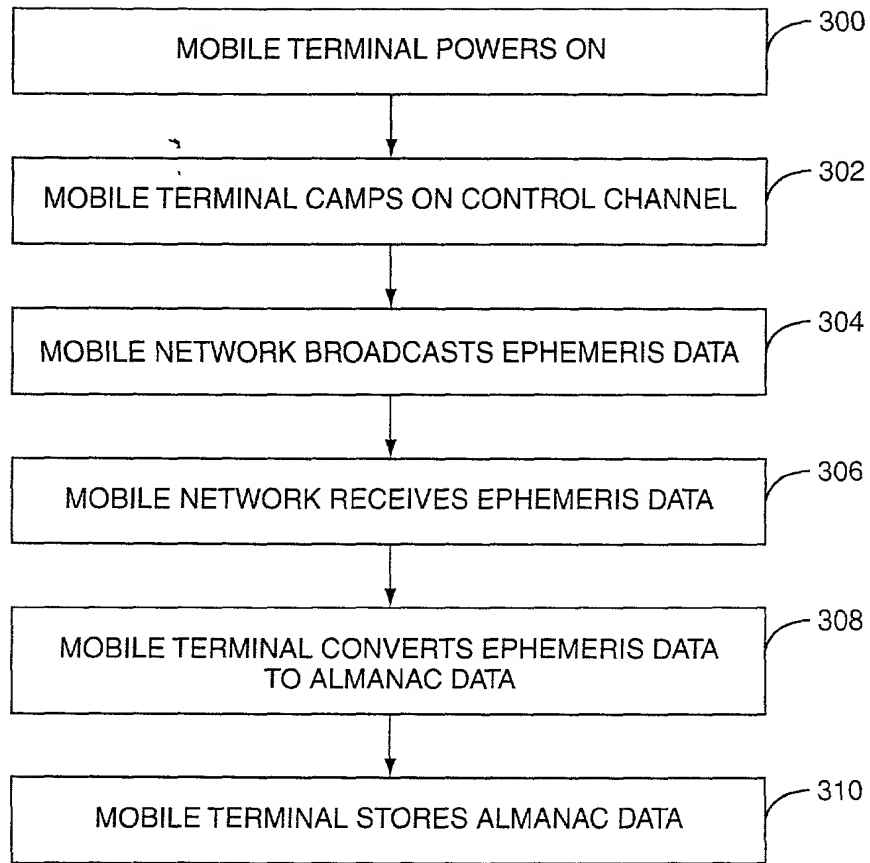 MOBILE TERMINAL POWERS ON
300
MOBILE TERMINAL CAMPS ON CONTROL CHANNEL
302
MOBILE NETWORK BROADCASTS EPHEMERIS DATA
304
MOBILE NETWORK RECEIVES EPHEMERIS DATA
306
MOBILE TERMINAL CONVERTS EPHEMERIS DATA
TO ALMANAC DATA
308
MOBILE TERMINAL STORES ALMANAC DATA
310